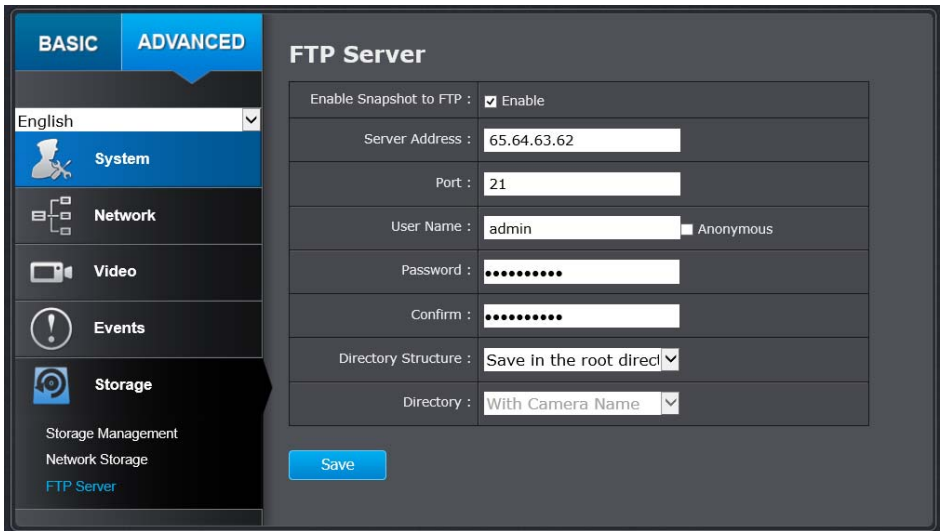 BASIC
ADVANCED
English
System
Network
Video
Events
Storage
Storage Management
Network Storage
FTP Server
FTP Server
Enable Snapshot to FTP : Enable
Server Address : 65.64.63.62
Port : 21
User Name : admin Anonymous
Password : ••••••••••
Confirm : ••••••••••
Directory Structure : Save in the root direct
Directory : With Camera Name
Save